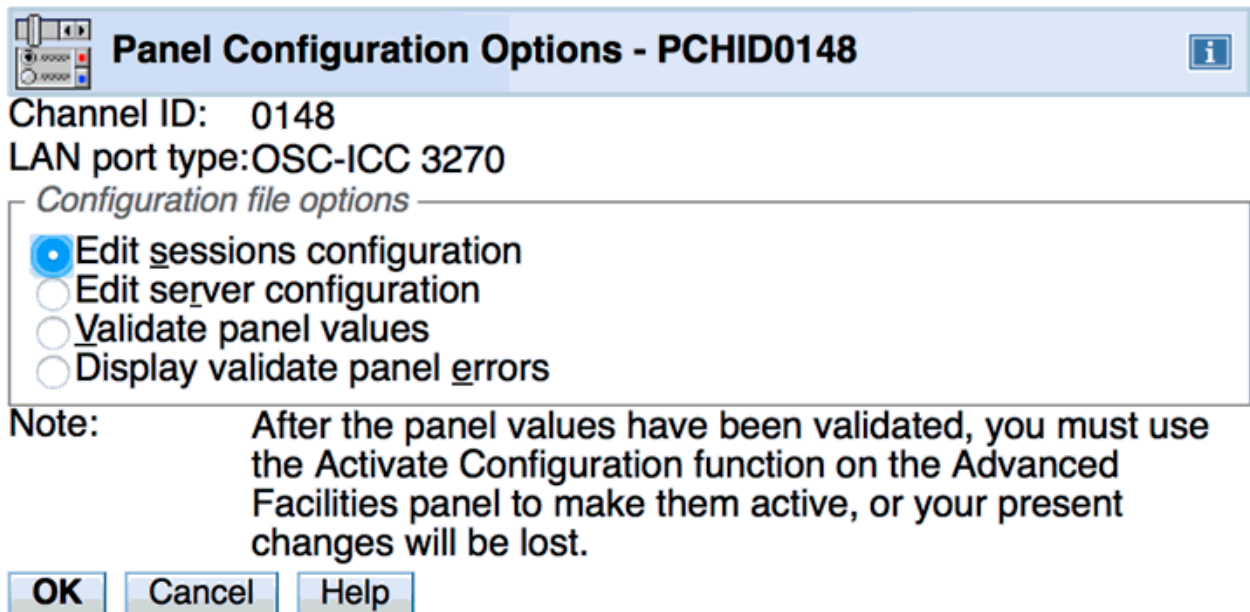 Panel Configuration Options - PCHID0148
i
Channel ID: 0148
LAN port type:OSC-ICC 3270
Configuration file options
Edit sessions configuration
Edit server configuration
Validate panel values
Display validate panel errors
Note: After the panel values have been validated, you must use
the Activate Configuration function on the Advanced
Facilities panel to make them active, or your present
changes will be lost.
OK Cancel Help